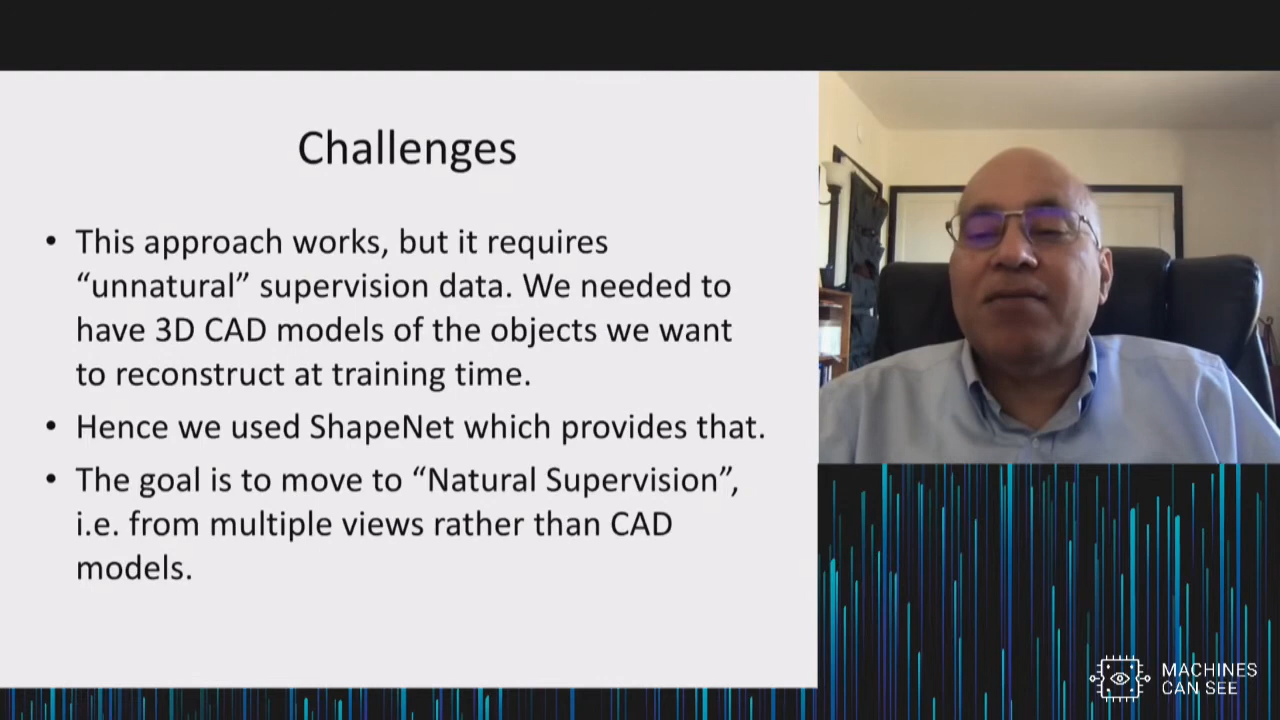 Challenges
• This approach works, but it requires
“unnatural” supervision data. We needed to
have 3D CAD models of the objects we want
to reconstruct at training time.
• Hence we used ShapeNet which provides that.
• The goal is to move to “Natural Supervision”,
i.e. from multiple views rather than CAD
models.
MACHINES
CAN SEE